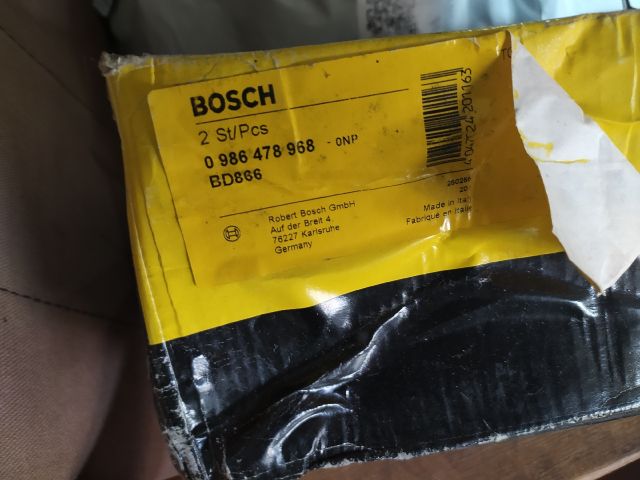 BOSCH
2 St/Pcs
0 986 478 968 - 0NP
BD866
Robert Bosch GmbH
Auf der Breit 4
76227 Karlsruhe
Germany
Made in Ital
Fabriqué en Italie